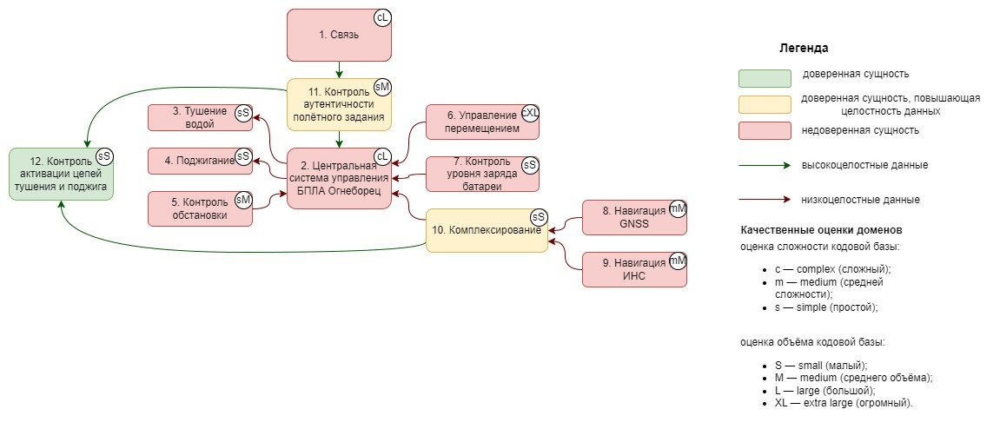 cL
1. Связь
11. Контроль
аутентичности
полётного задания
sM
3. Тушение
водой
sS
6. Управление
перемещением
cXL
12. Контроль
активации цепей
тушения и поджига
sS
4. Поджигание
sS
2. Центральная
система управления
БПЛА Огнеборец
cL
7. Контроль
уровня заряда
батареи
sS
5. Контроль
обстановки
sM
10. Комплексирование
sS
8. Навигация
GNSS
mM
9. Навигация
ИНС
mM
Легенда
доверенная сущность
доверенная сущность, повышающая
целостность данных
недоверенная сущность
высокоцелостные данные
низкоцелостные данные
Качественные оценки доменов
оценка сложности кодовой базы:
• c — complex (сложный);
• m — medium (средней
сложности);
• s — simple (простой);
оценка объёма кодовой базы:
• S — small (малый);
• M — medium (среднего объёма);
• L — large (большой);
• XL — extra large (огромный).